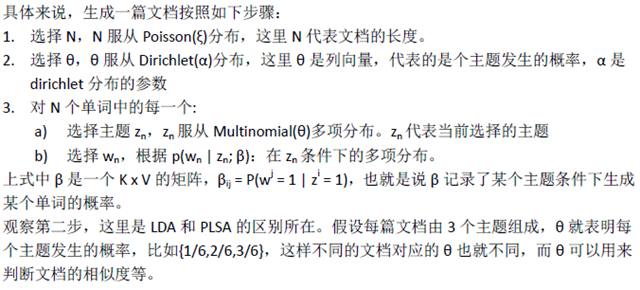 具体来说，生成一篇文档按照如下步骤：
1. 选择 N，N 服从 Poisson(ξ)分布，这里 N 代表文档的长度。
2. 选择 θ，θ 服从 Dirichlet(α)分布，这里 θ 是列向量，代表的是个主题发生的概率，α 是
dirichlet 分布的参数
3. 对 N 个单词中的每一个：
a) 选择主题 zn，zn 服从 Multinomial(θ)多项分布。zn 代表当前选择的主题
b) 选择 wn，根据 p(wn | zn; β)：在 zn 条件下的多项分布。
上式中 β 是一个 K x V 的矩阵，βij = P(w^j = 1 | z^i = 1)，也就是说 β 记录了某个主题条件下生成
某个单词的概率。
观察第二步，这里是 LDA 和 PLSA 的区别所在。假设每篇文档由 3 个主题组成，θ 就表明每
个主题发生的概率，比如{1/6,2/6,3/6}，这样不同的文档对应的 θ 也就不同，而 θ 可以用来
判断文档的相似度等。